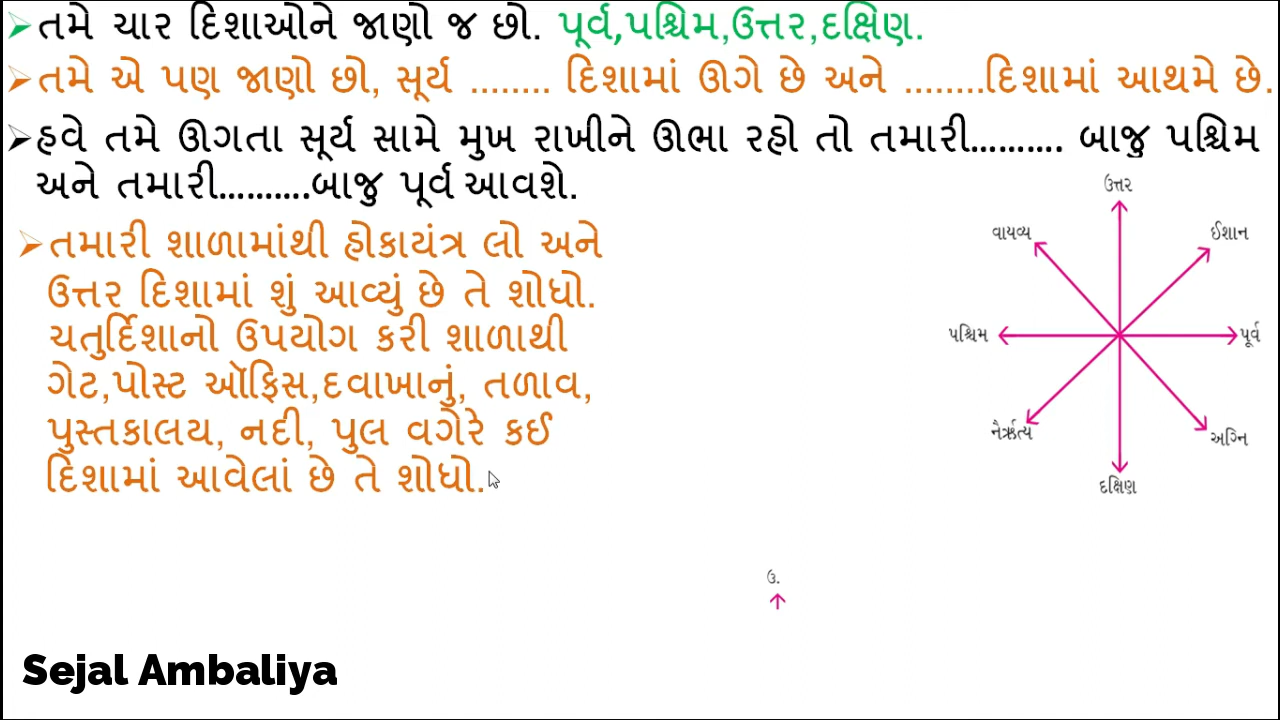 ➢તમે ચાર દિશાઓને જાણો જ છો. પૂર્વ,પશ્ચિમ,ઉત્તર,દક્ષિણ.
➢તમે એ પણ જાણો છો, સૂર્ય ........ દિશામાં ઊગે છે અને ........દિશામાં આથમે છે.
➢હવે તમે ઊગતા સૂર્ય સામે મુખ રાખીને ઊભા રહો તો તમારી.......... બાજુ પશ્ચિમ
અને તમારી..........બાજુ પૂર્વ આવશે.
➢તમારી શાળામાંથી હોકાયંત્ર લો અને
ઉત્તર દિશામાં શું આવ્યું છે તે શોધો.
ચતુર્દિશાનો ઉપયોગ કરી શાળાથી
ગેટ,પોસ્ટ ઑફિસ,દવાખાનું, તળાવ,
પુસ્તકાલય, નદી, પુલ વગેરે કઈ
દિશામાં આવેલાં છે તે શોધો.
ઉત્તર
વાયવ્ય
ઈશાન
પશ્ચિમ
પૂર્વ
નૈર્ઋત્ય
અગ્નિ
દક્ષિણ
ઉ.
Sejal Ambaliya